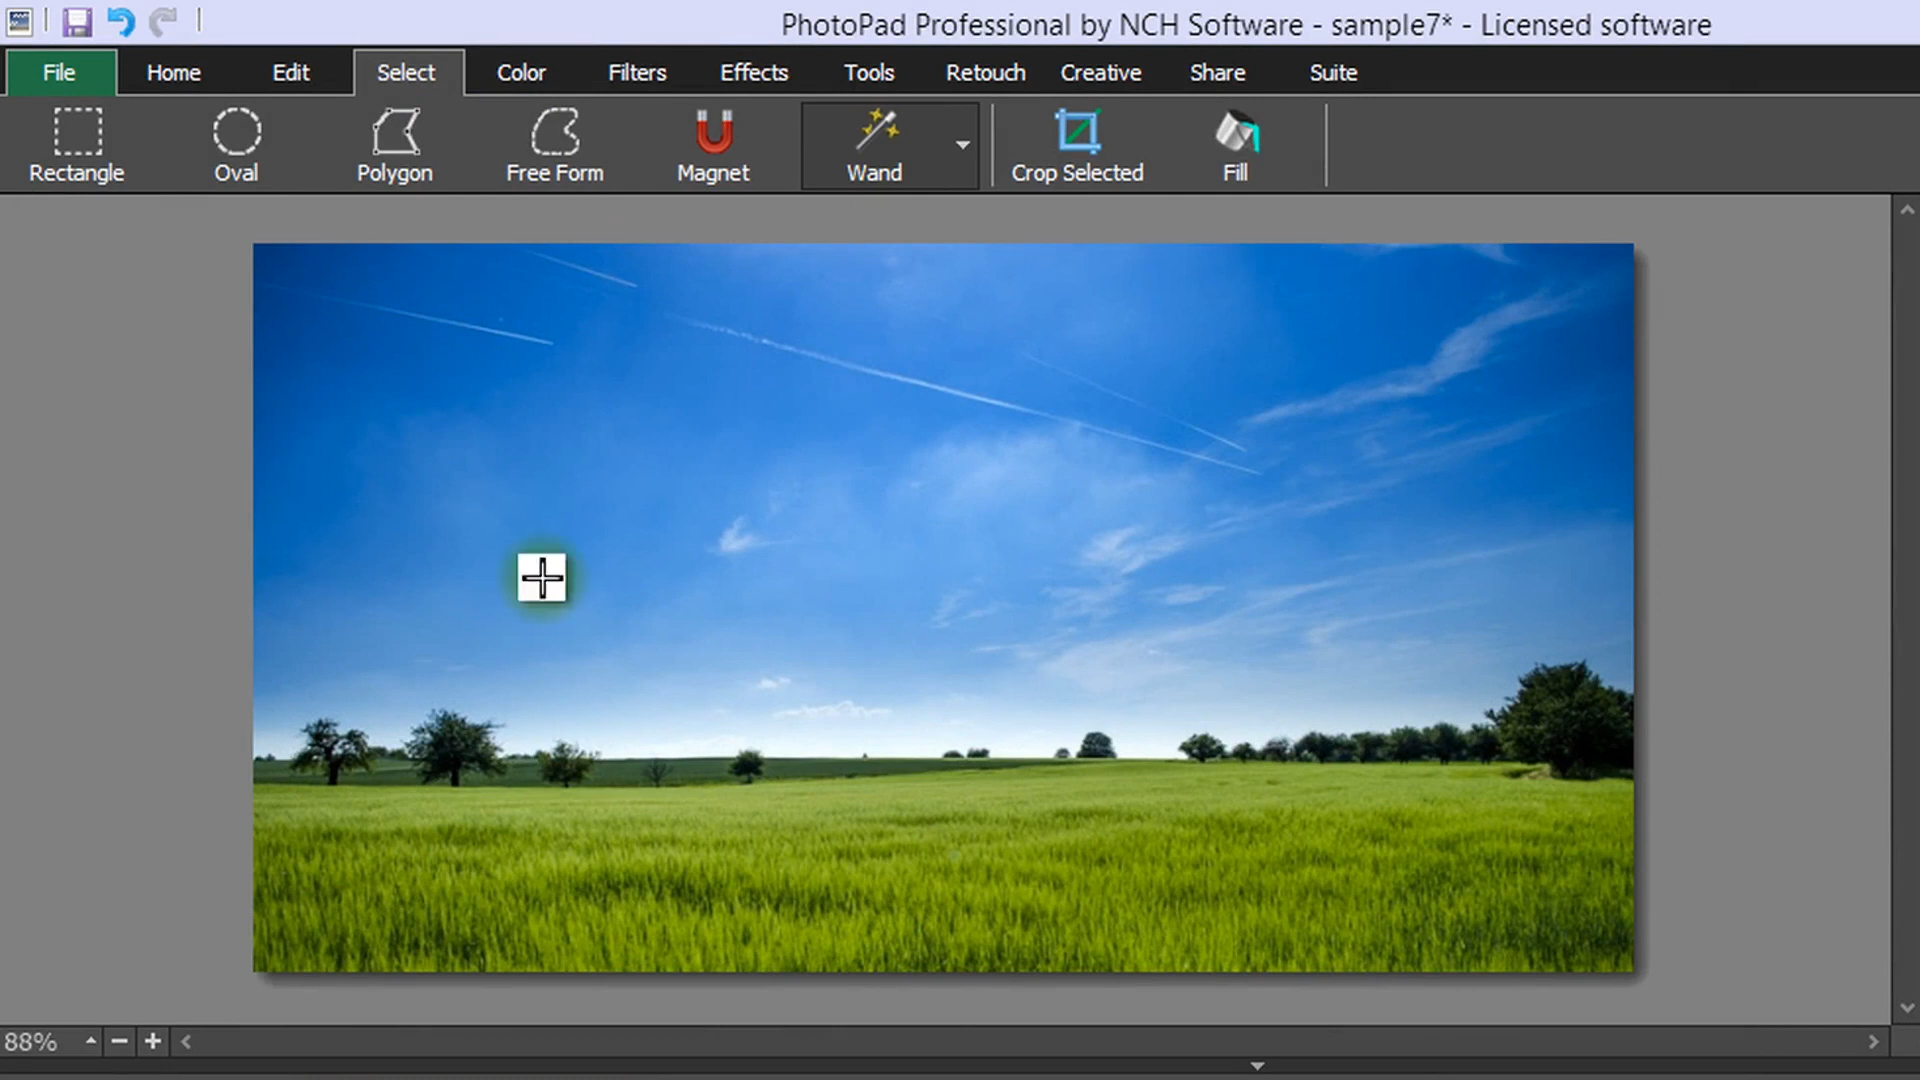 PhotoPad Professional by NCH Software - sample7* - Licensed software
File Home Edit Select Color Filters Effects Tools Retouch Creative Share Suite
Rectangle Oval Polygon Free Form Magnet Wand Crop Selected Fill
88%